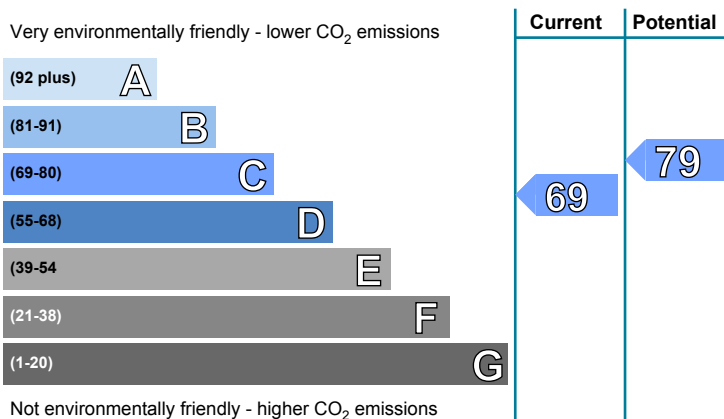 Current Potential
Very environmentally friendly - lower CO2 emissions
(92 plus) A
(81-91) B
(69-80) C
(55-68) D
(39-54 E
(21-38) F
(1-20) G
79
69
Not environmentally friendly - higher CO2 emissions